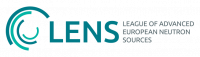 LENS
LEAGUE OF ADVANCED
EUROPEAN NEUTRON
SOURCES